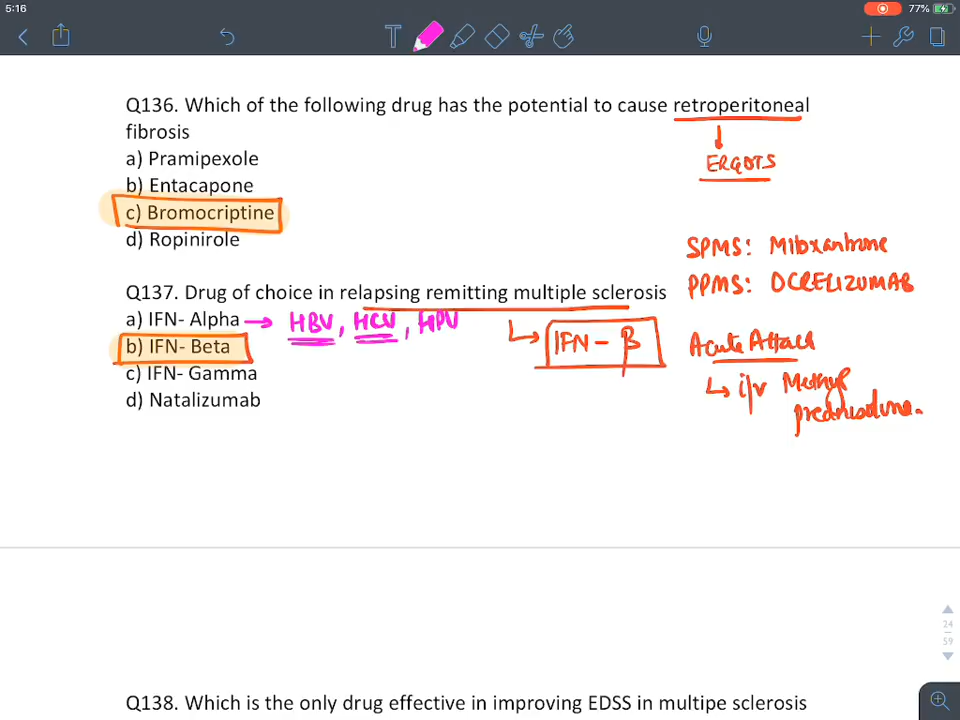 5:16
77%
T
Q136. Which of the following drug has the potential to cause retroperitoneal
fibrosis
a) Pramipexole
b) Entacapone
c) Bromocriptine
d) Ropinirole
ERGOTS
SPMS: Mitoxantrone
PPMS: OCRELIZUMAB
Q137. Drug of choice in relapsing remitting multiple sclerosis
a) IFN- Alpha → HBV, HCV, HPV
b) IFN- Beta
c) IFN- Gamma
d) Natalizumab
IFN - β
Acute Attack
i/v Methyl
prednisolone.
24
59
Q138. Which is the only drug effective in improving EDSS in multipe sclerosis